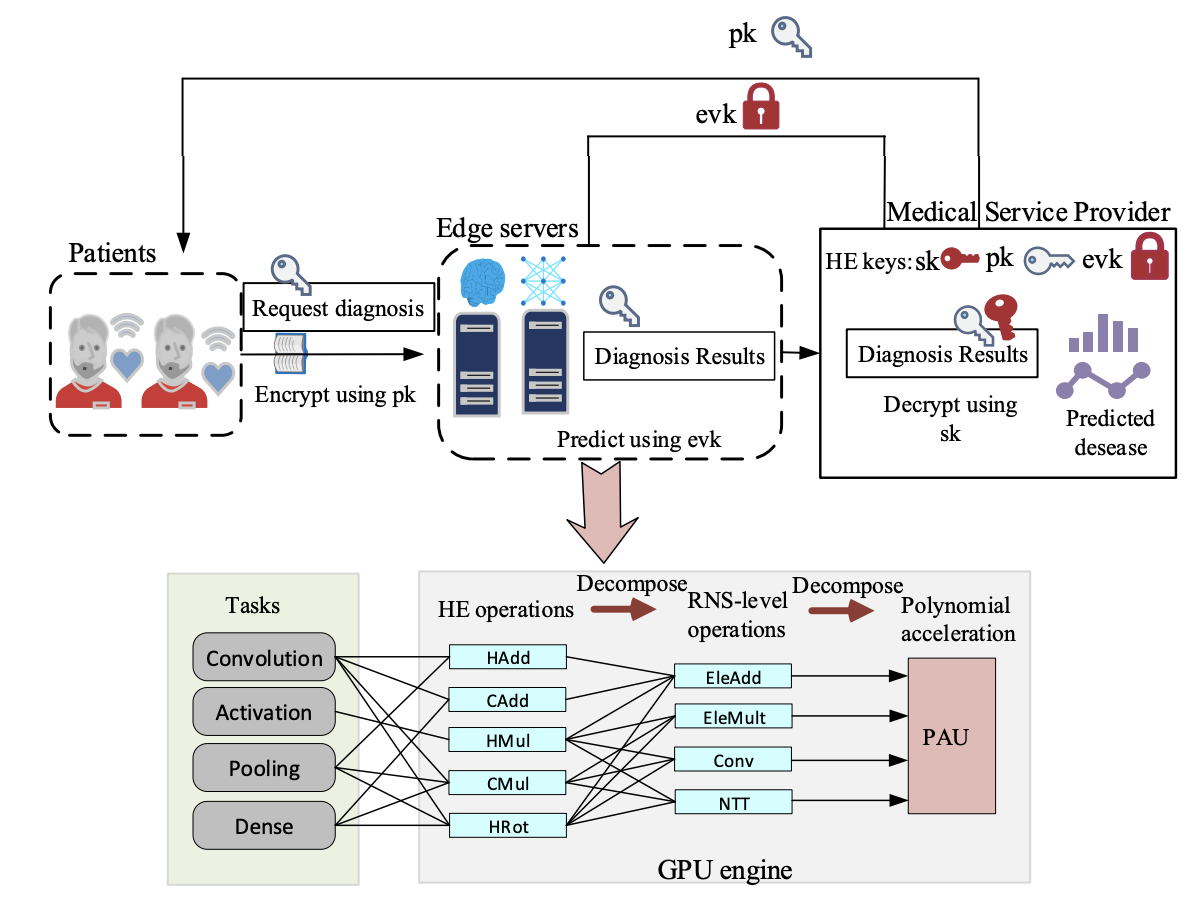 pk
evk
Medical Service Provider
Edge servers
Patients
HE keys: sk pk evk
Request diagnosis
Encrypt using pk
Diagnosis Results
Predict using evk
Diagnosis Results
Decrypt using
sk
Predicted
desease
Tasks
Convolution
Activation
Pooling
Dense
HE operations
Decompose
RNS-level
operations
Decompose
Polynomial
acceleration
HAdd
CAdd
HMul
CMul
HRot
EleAdd
EleMult
Conv
NTT
PAU
GPU engine